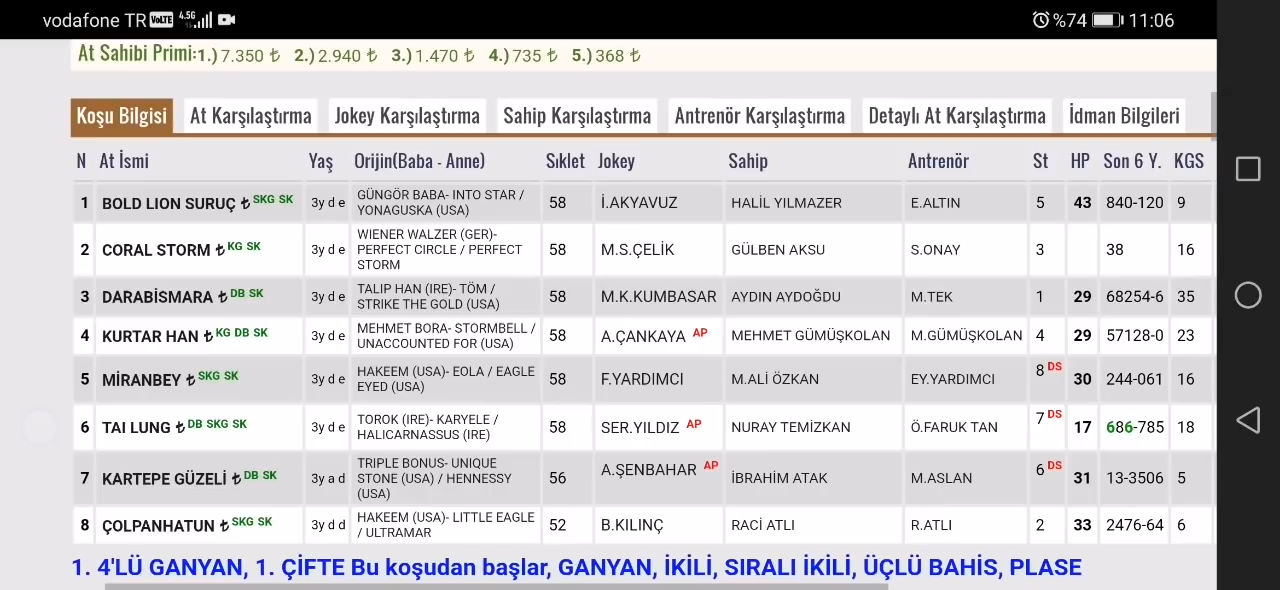 vodafone TR VoLTE 4.5G %74 11:06
At Sahibi Primi:1.) 7.350 ₺ 2.) 2.940 ₺ 3.) 1.470 ₺ 4.) 735 ₺ 5.) 368 ₺
Koşu Bilgisi At Karşılaştırma Jokey Karşılaştırma Sahip Karşılaştırma Antrenör Karşılaştırma Detaylı At Karşılaştırma İdman Bilgileri
N At İsmi Yaş Orijin(Baba - Anne) Sıklet Jokey Sahip Antrenör St HP Son 6 Y. KGS
1 BOLD LION SURUÇ ₺ SKG SK 3y d e GÜNGÖR BABA- INTO STAR / YONAGUSKA (USA) 58 İ.AKYAVUZ HALİL YILMAZER E.ALTIN 5 43 840-120 9
2 CORAL STORM ₺ KG SK 3y d e WIENER WALZER (GER)- PERFECT CIRCLE / PERFECT STORM 58 M.S.ÇELİK GÜLBEN AKSU S.ONAY 3 38 16
3 DARABİSMARA ₺ DB SK 3y d e TALIP HAN (IRE)- TÖM / STRIKE THE GOLD (USA) 58 M.K.KUMBASAR AYDIN AYDOĞDU M.TEK 1 29 68254-6 35
4 KURTAR HAN ₺ KG DB SK 3y d e MEHMET BORA- STORMBELL / UNACCOUNTED FOR (USA) 58 A.ÇANKAYA AP MEHMET GÜMÜŞKOLAN M.GÜMÜŞKOLAN 4 29 57128-0 23
5 MİRANBEY ₺ SKG SK 3y d e HAKEEM (USA)- EOLA / EAGLE EYED (USA) 58 F.YARDIMCI M.ALİ ÖZKAN EY.YARDIMCI 8 DS 30 244-061 16
6 TAI LUNG ₺ DB SKG SK 3y d e TOROK (IRE)- KARYELE / HALICARNASSUS (IRE) 58 SER.YILDIZ AP NURAY TEMİZKAN Ö.FARUK TAN 7 DS 17 686-785 18
7 KARTEPE GÜZELİ ₺ DB SK 3y a d TRIPLE BONUS- UNIQUE STONE (USA) / HENNESSY (USA) 56 A.ŞENBAHAR AP İBRAHİM ATAK M.ASLAN 6 DS 31 13-3506 5
8 ÇOLPANHATUN ₺ SKG SK 3y d d HAKEEM (USA)- LITTLE EAGLE / ULTRAMAR 52 B.KILINÇ RACİ ATLI R.ATLI 2 33 2476-64 6
1. 4'LÜ GANYAN, 1. ÇİFTE Bu koşudan başlar, GANYAN, İKİLİ, SIRALI İKİLİ, ÜÇLÜ BAHİS, PLASE